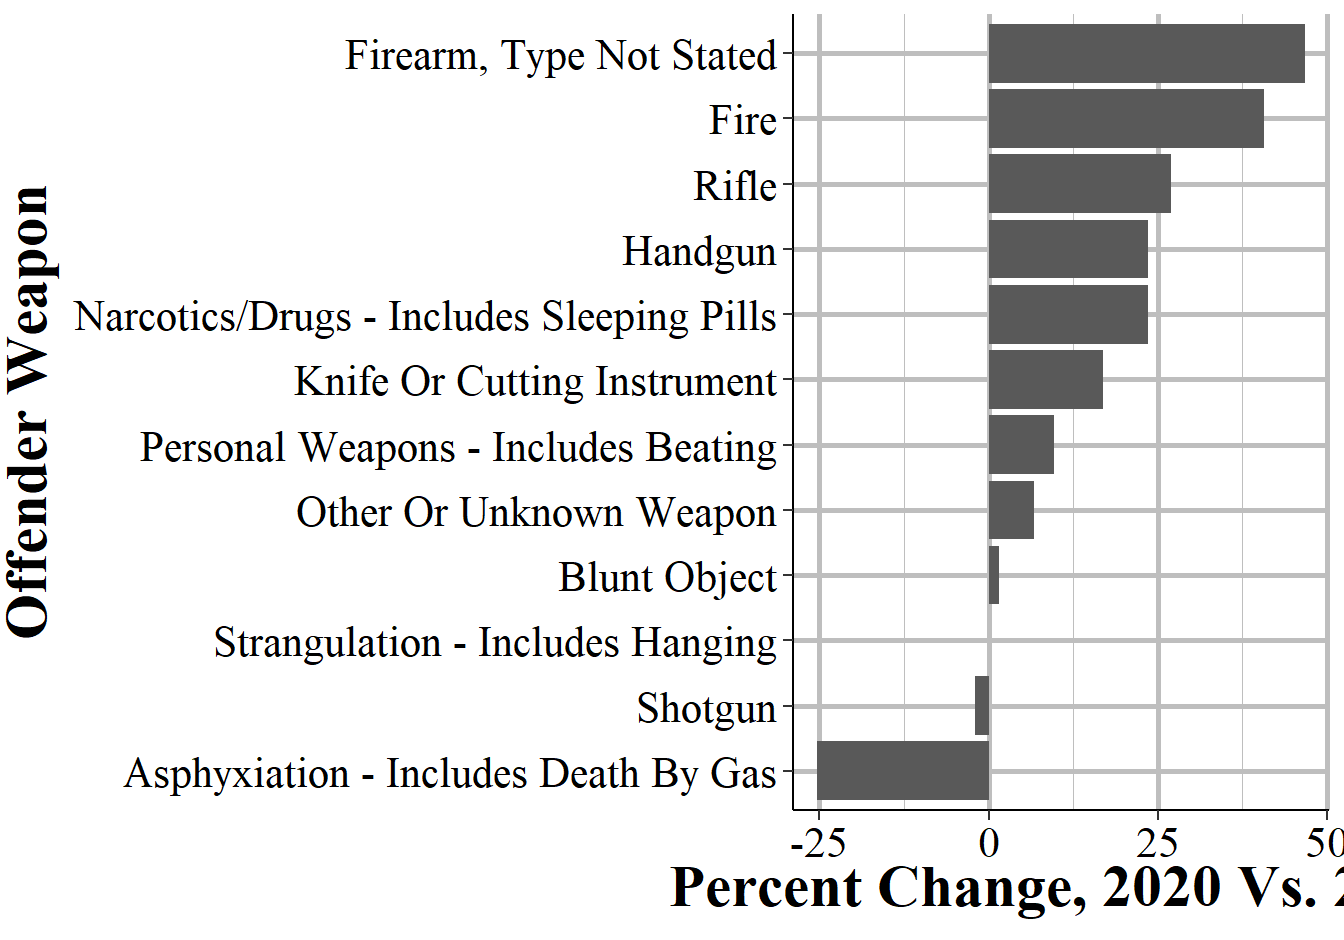 Offender Weapon
Firearm, Type Not Stated
Fire
Rifle
Handgun
Narcotics/Drugs - Includes Sleeping Pills
Knife Or Cutting Instrument
Personal Weapons - Includes Beating
Other Or Unknown Weapon
Blunt Object
Strangulation - Includes Hanging
Shotgun
Asphyxiation - Includes Death By Gas
-25 0 25 50
Percent Change, 2020 Vs.